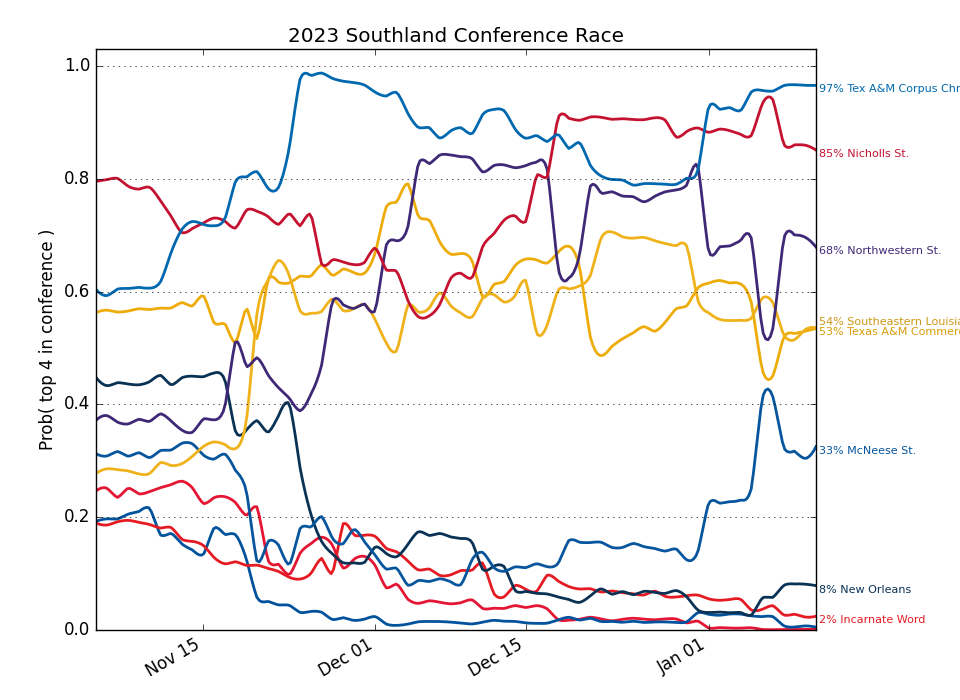 2023 Southland Conference Race
Prob( top 4 in conference )
1.0
0.8
0.6
0.4
0.2
0.0
Nov 15
Dec 01
Dec 15
Jan 01
97% Tex A&M Corpus Chr
85% Nicholls St.
68% Northwestern St.
54% Southeastern Louisia
53% Texas A&M Commerc
33% McNeese St.
8% New Orleans
2% Incarnate Word